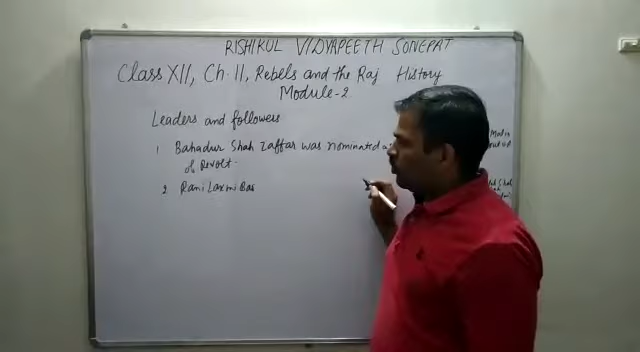 RISHIKUL VIDYAPEETH SONEPAT
Class XII, Ch. 11, Rebels and the Raj History
Module-2
Leaders and followers
1 Bahadur Shah Zaffar was nominated
of Revolt.
2 Rani Laxmi Bai